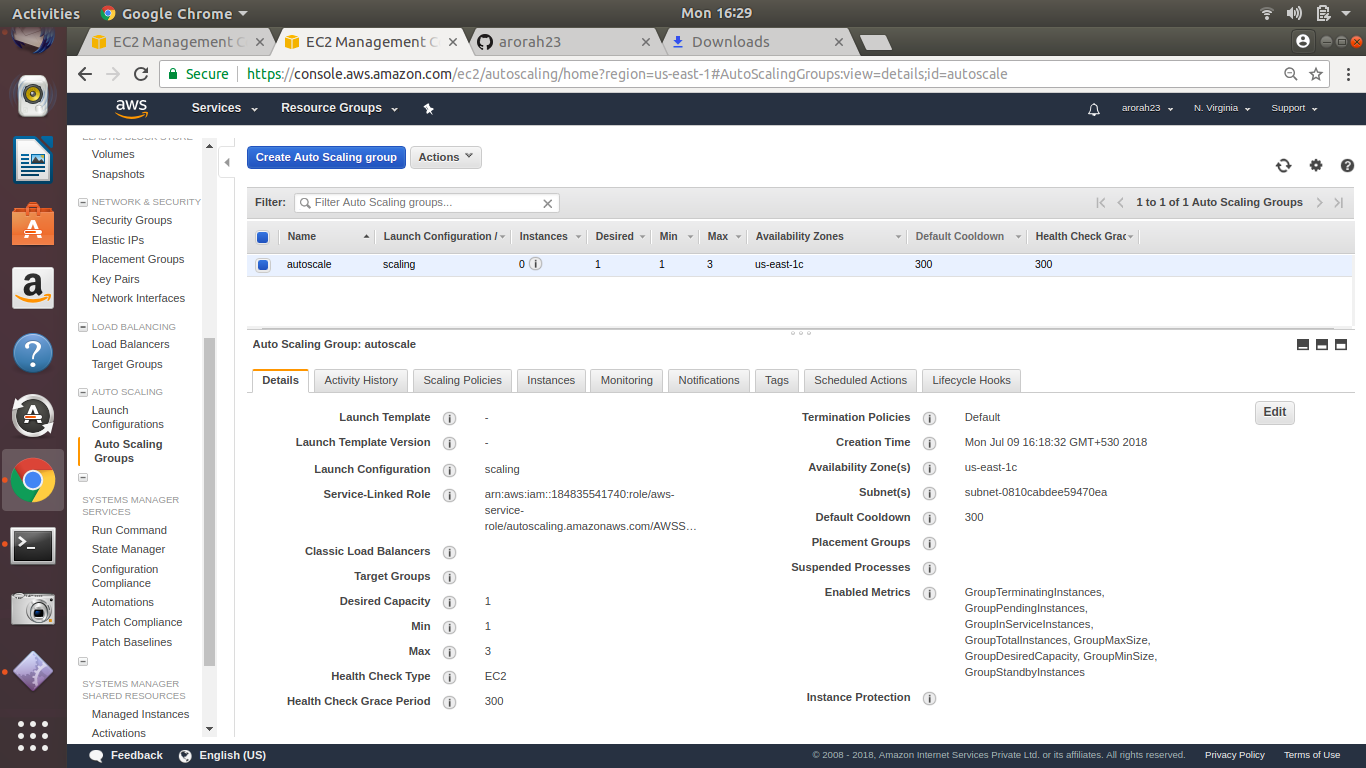 Activities
Google Chrome
Mon 16:29
EC2 Management C
EC2 Management C
arorah23
Downloads
Secure
https://console.aws.amazon.com/ec2/autoscaling/home?region=us-east-1#AutoScalingGroups:view=details;id=autoscale
aws
Services
Resource Groups
arorah23
N. Virginia
Support
ELASTIC BLOCK STORE
Volumes
Snapshots
NETWORK & SECURITY
Security Groups
Elastic IPs
Placement Groups
Key Pairs
Network Interfaces
LOAD BALANCING
Load Balancers
Target Groups
AUTO SCALING
Launch
Configurations
Auto Scaling
Groups
SYSTEMS MANAGER
SERVICES
Run Command
State Manager
Configuration
Compliance
Automations
Patch Compliance
Patch Baselines
SYSTEMS MANAGER
SHARED RESOURCES
Managed Instances
Activations
Create Auto Scaling group
Actions
Filter:
Filter Auto Scaling groups...
1 to 1 of 1 Auto Scaling Groups
Name
Launch Configuration /
Instances
Desired
Min
Max
Availability Zones
Default Cooldown
Health Check Grac
autoscale
scaling
0
1
1
3
us-east-1c
300
300
Auto Scaling Group: autoscale
Details
Activity History
Scaling Policies
Instances
Monitoring
Notifications
Tags
Scheduled Actions
Lifecycle Hooks
Edit
Launch Template
-
Launch Template Version
-
Launch Configuration
scaling
Service-Linked Role
arn:aws:iam::184835541740:role/aws-
service-
role/autoscaling.amazonaws.com/AWSS...
Classic Load Balancers
Target Groups
Desired Capacity
1
Min
1
Max
3
Health Check Type
EC2
Health Check Grace Period
300
Termination Policies
Default
Creation Time
Mon Jul 09 16:18:32 GMT+530 2018
Availability Zone(s)
us-east-1c
Subnet(s)
subnet-0810cabdee59470ea
Default Cooldown
300
Placement Groups
Suspended Processes
Enabled Metrics
GroupTerminatingInstances,
GroupPendingInstances,
GroupInServiceInstances,
GroupTotalInstances, GroupMaxSize,
GroupDesiredCapacity, GroupMinSize,
GroupStandbyInstances
Instance Protection
Feedback
English (US)
© 2008 - 2018, Amazon Internet Services Private Ltd. or its affiliates. All rights reserved.
Privacy Policy
Terms of Use